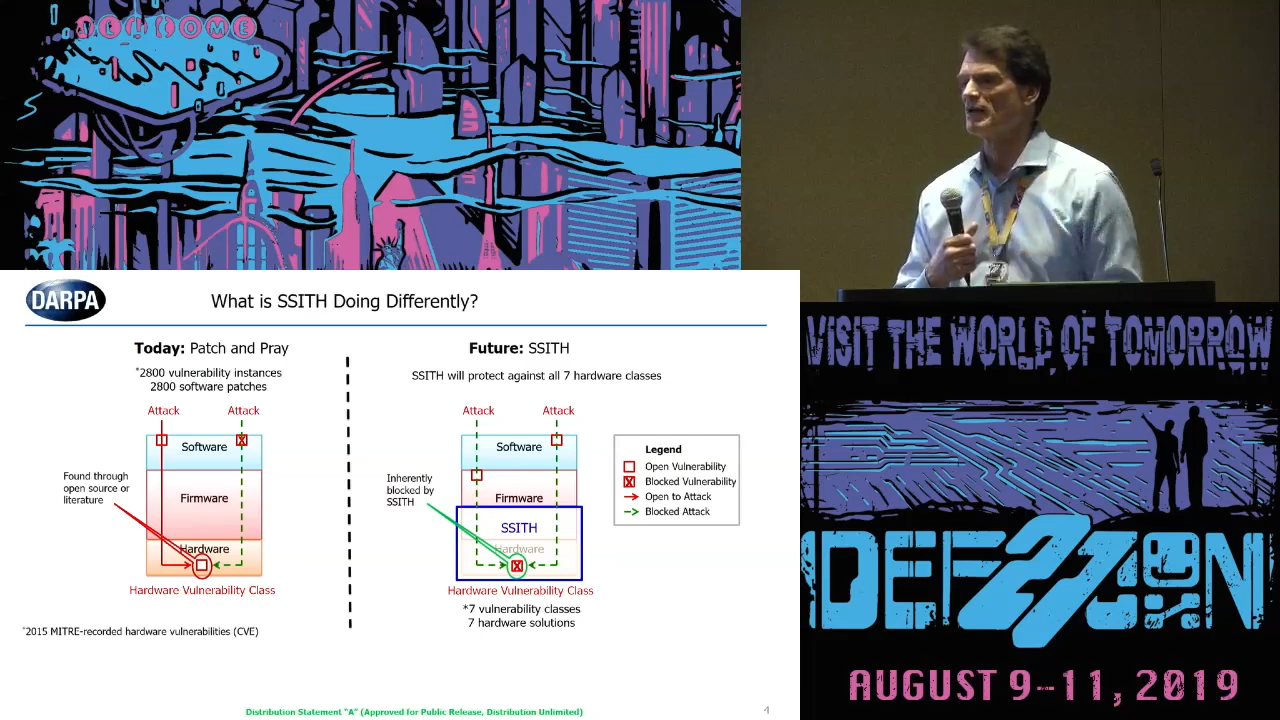 WELCOME
DARPA
What is SSITH Doing Differently?
Today: Patch and Pray
*2800 vulnerability instances
2800 software patches
Attack
Attack
Software
Found through
open source or
literature
Firmware
Hardware
Hardware Vulnerability Class
*2015 MITRE-recorded hardware vulnerabilities (CVE)
Future: SSITH
SSITH will protect against all 7 hardware classes
Attack
Attack
Software
Inherently
blocked by
SSITH
Firmware
SSITH
Hardware
Hardware Vulnerability Class
*7 vulnerability classes
7 hardware solutions
Legend
Open Vulnerability
Blocked Vulnerability
Open to Attack
Blocked Attack
Distribution Statement "A" (Approved for Public Release, Distribution Unlimited)
4
VISIT THE WORLD OF TOMORROW
DEF CON
27
AUGUST 9-11, 2019